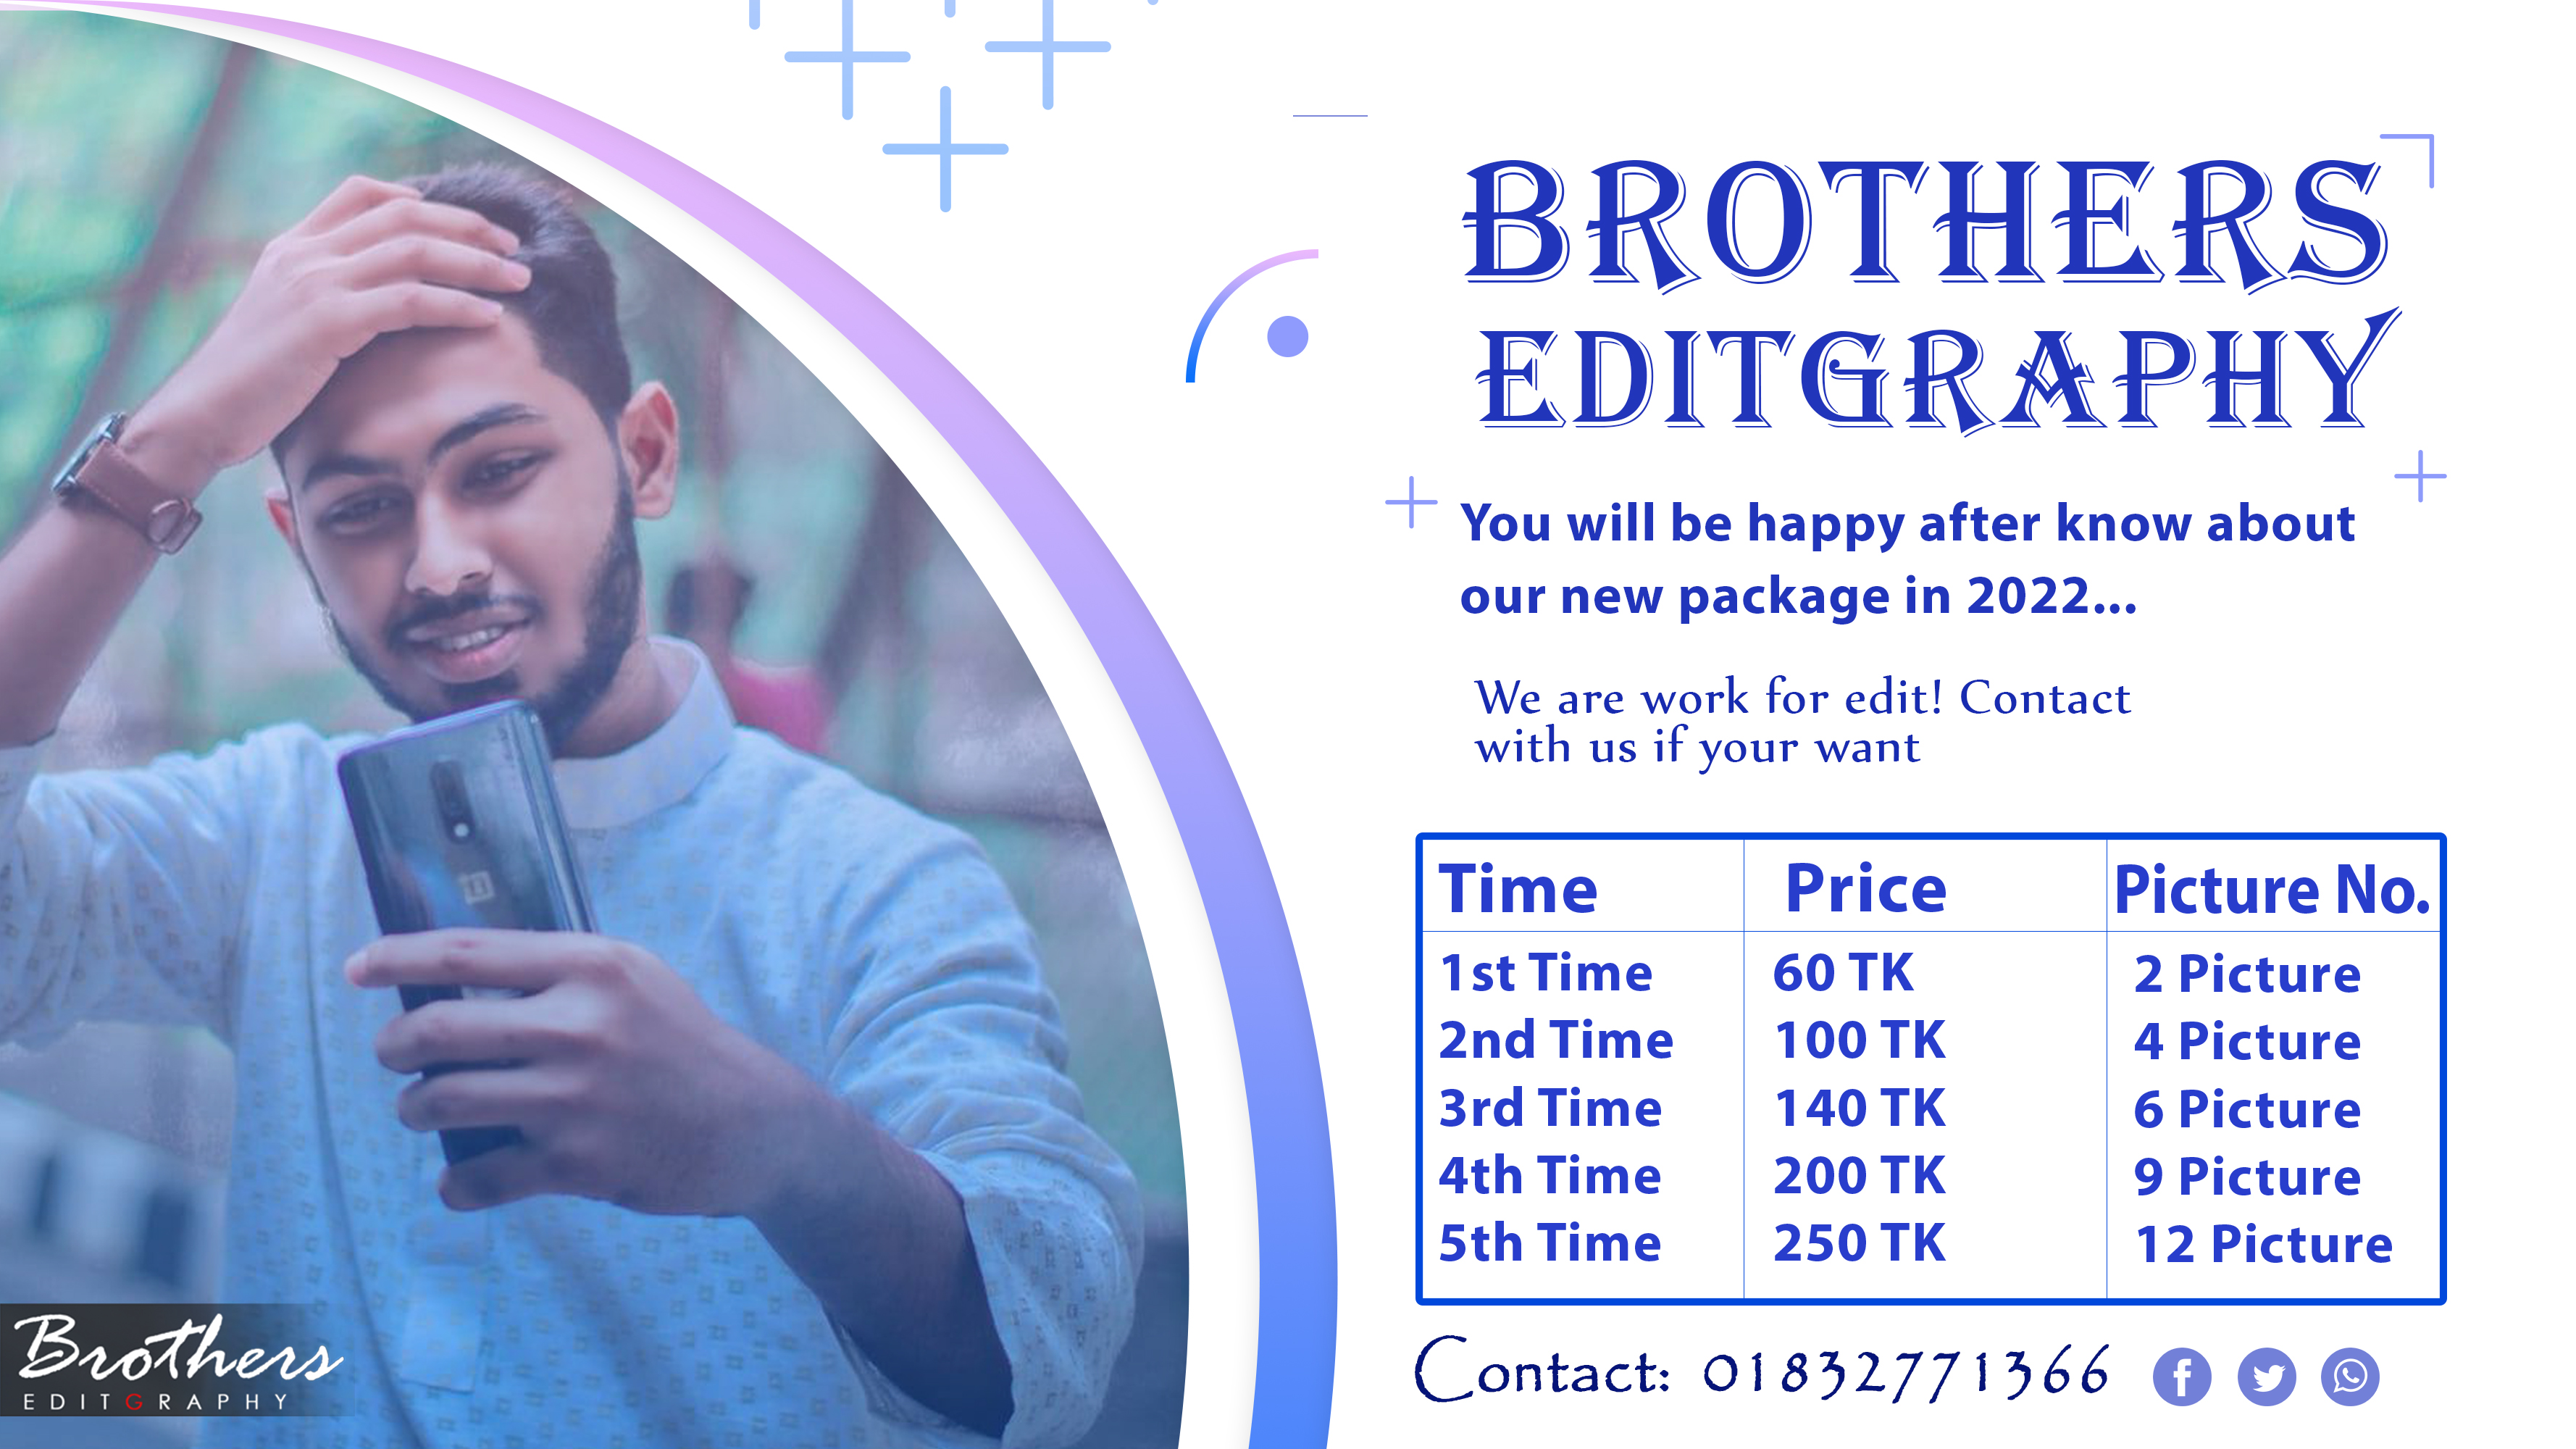 BROTHERS
EDITGRAPHY
You will be happy after know about
our new package in 2022...
We are work for edit! Contact
with us if your want
Time Price Picture No.
1st Time 60 TK 2 Picture
2nd Time 100 TK 4 Picture
3rd Time 140 TK 6 Picture
4th Time 200 TK 9 Picture
5th Time 250 TK 12 Picture
Contact: 01832771366
Brothers
EDITGRAPHY